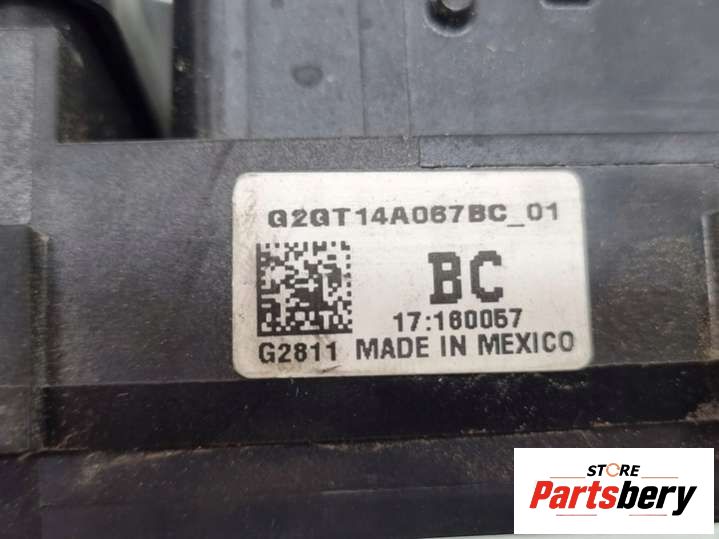 G2GT14A067BC_01
BC
17:160057
G2811 MADE IN MEXICO
STORE
Partsbery